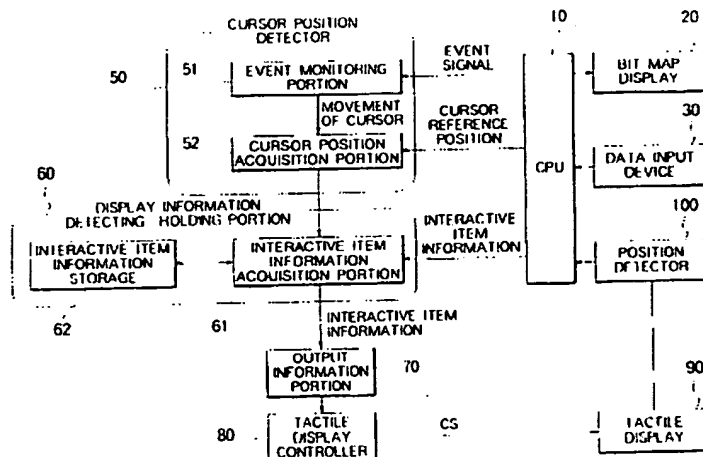 CURSOR POSITION
DETECTOR
10
20
50
51
EVENT MONITORING
PORTION
EVENT
SIGNAL
BIT MAP
DISPLAY
MOVEMENT
OF CURSOR
CURSOR
REFERENCE
POSITION
30
52
CURSOR POSITION
ACQUISITION PORTION
CPU
DATA INPUT
DEVICE
60
DISPLAY INFORMATION
DETECTING HOLDING PORTION
100
INTERACTIVE ITEM
INFORMATION
STORAGE
INTERACTIVE ITEM
INFORMATION
ACQUISITION PORTION
INTERACTIVE
ITEM
INFORMATION
POSITION
DETECTOR
62
61
INTERACTIVE ITEM
INFORMATION
OUTPUT
INFORMATION
PORTION
70
90
80
TACTILE
DISPLAY
CONTROLLER
CS
TACTILE
DISPLAY